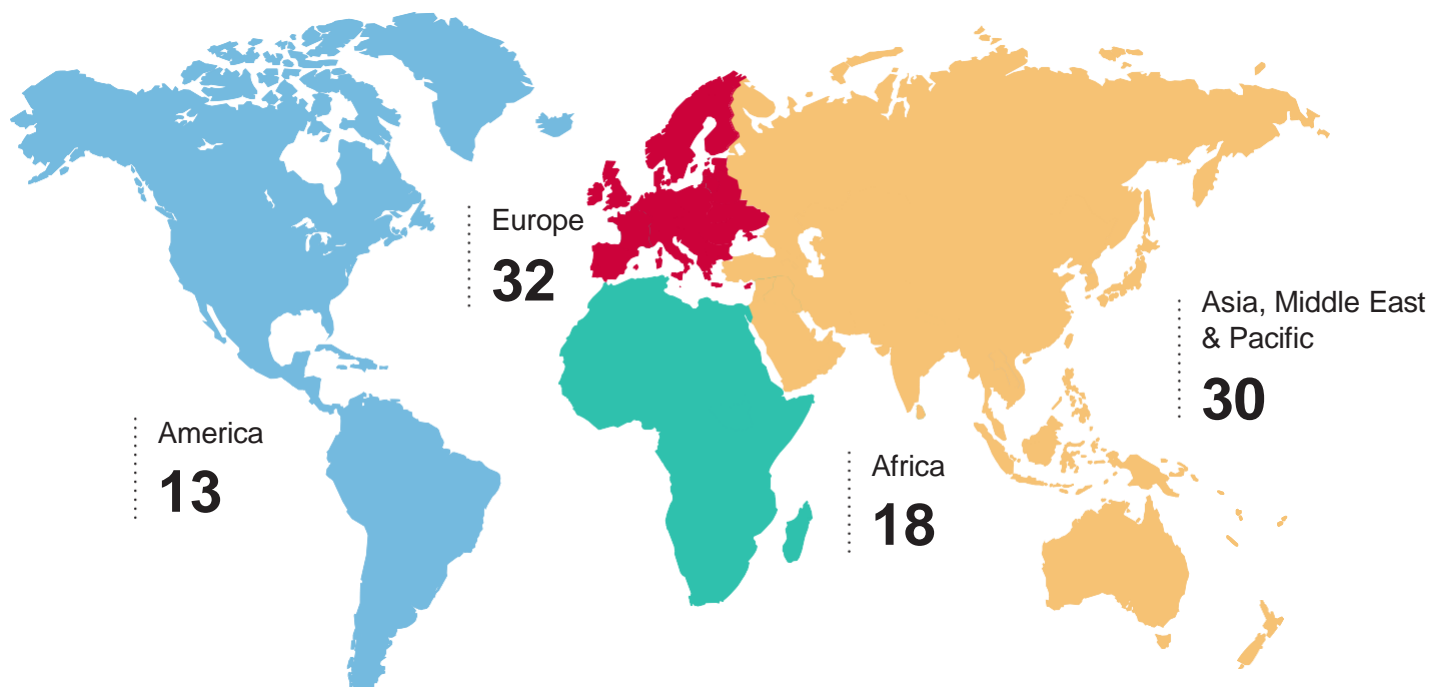 Europe
32
Asia, Middle East
& Pacific
30
America
13
Africa
18